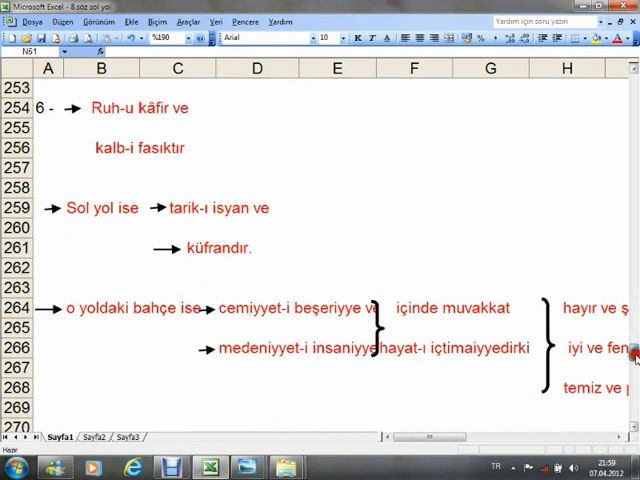 Microsoft Excel - 8.söz sol yol
Dosya Düzen Görünüm Ekle Biçim Araçlar Veri Pencere Yardım
Yardım için soru yazın
%190
Arial 10
N51
A B C D E F G H
253
254 6 - Ruh-u kâfir ve
255
256 kalb-i fasıktır
257
258
259 Sol yol ise tarik-ı isyan ve
260
261 küfrandır.
262
263
264 o yoldaki bahçe ise cemiyyet-i beşeriyye ve içinde muvakkat hayır ve ş
265
266 medeniyyet-i insaniyye hayat-ı içtimaiyyedirki iyi ve fen
267
268 temiz ve p
269
270
Sayfa1 Sayfa2 Sayfa3
Hazır
TR 21:59
07.04.2012